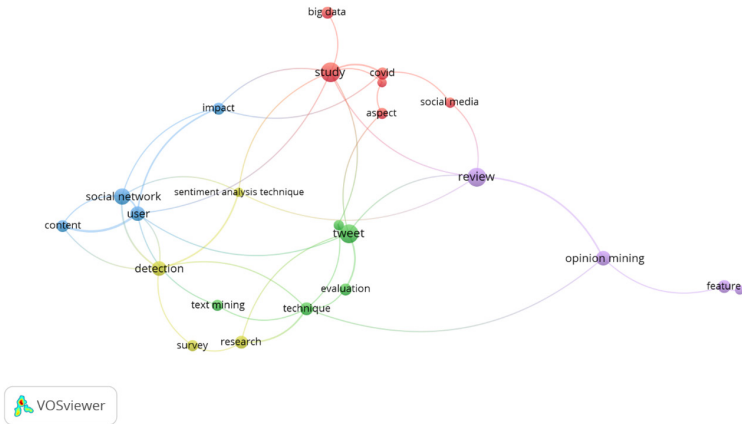 big data
study
covid
social media
impact
aspect
review
sentiment analysis technique
social network
user
content
tweet
opinion mining
detection
feature
evaluation
text mining
technique
survey
research
VOSviewer